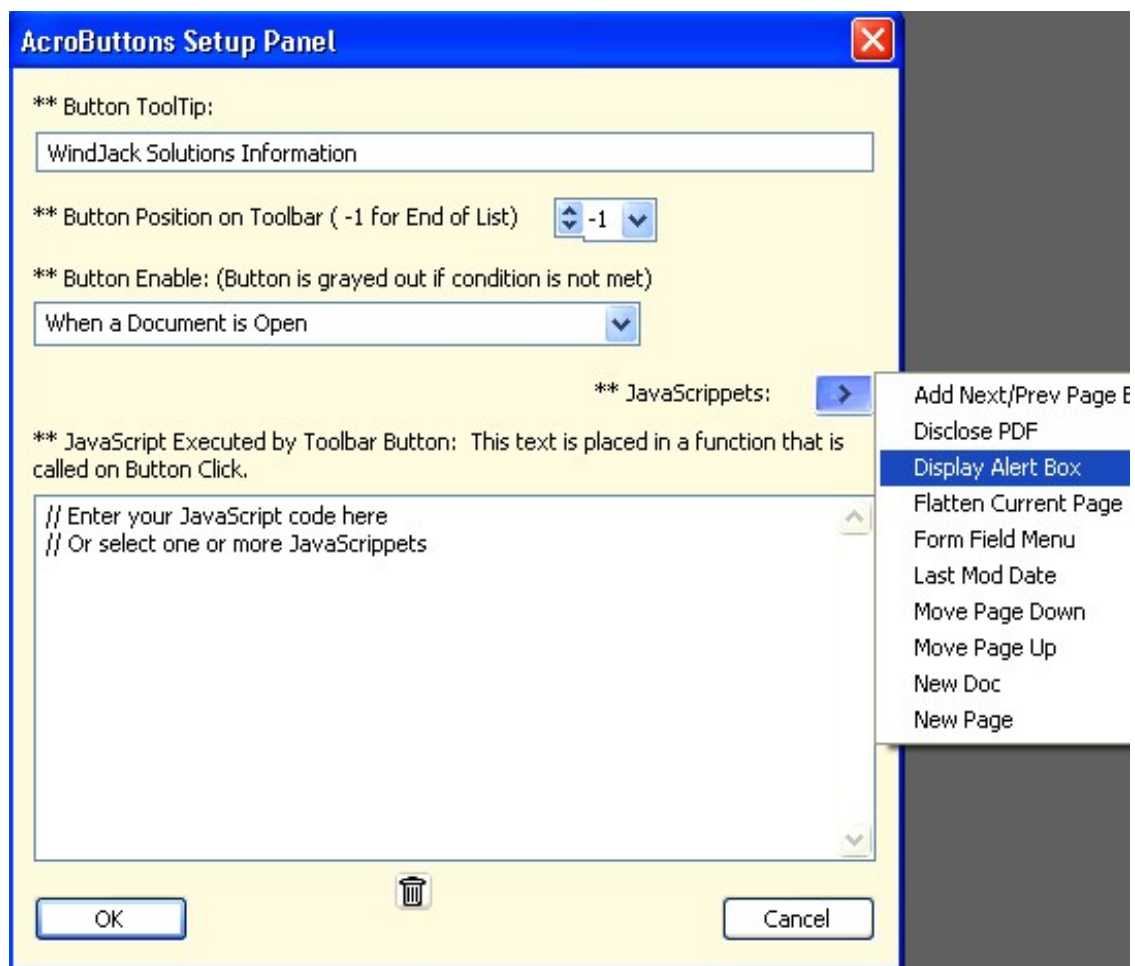 AcroButtons Setup Panel
** Button ToolTip:
WindJack Solutions Information
** Button Position on Toolbar ( -1 for End of List)
-1
** Button Enable: (Button is grayed out if condition is not met)
When a Document is Open
** JavaScrippets:
** JavaScript Executed by Toolbar Button: This text is placed in a function that is
called on Button Click.
// Enter your JavaScript code here
// Or select one or more JavaScrippets
Add Next/Prev Page
Disclose PDF
Display Alert Box
Flatten Current Page
Form Field Menu
Last Mod Date
Move Page Down
Move Page Up
New Doc
New Page
OK
Cancel